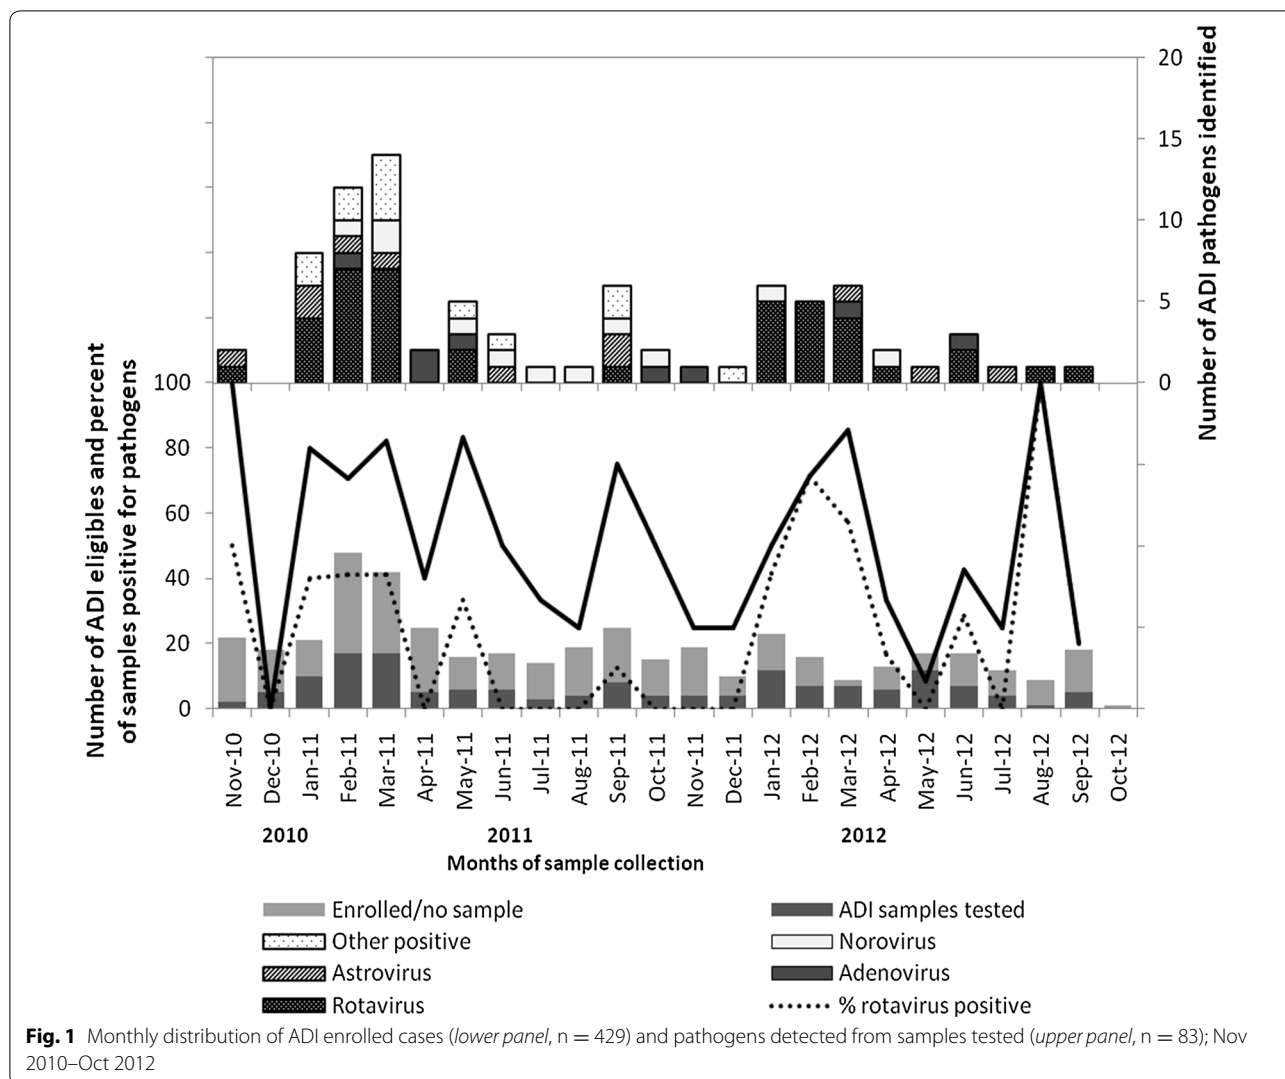 20
15
10
5
0
Number of ADI pathogens identified
100
80
60
40
20
0
Number of ADI eligibles and percent
of samples positive for pathogens
Nov-10
Dec-10
Jan-11
Feb-11
Mar-11
Apr-11
May-11
Jun-11
Jul-11
Aug-11
Sep-11
Oct-11
Nov-11
Dec-11
Jan-12
Feb-12
Mar-12
Apr-12
May-12
Jun-12
Jul-12
Aug-12
Sep-12
Oct-12
2010 2011 2012
Months of sample collection
Enrolled/no sample ADI samples tested
Other positive Norovirus
Astrovirus Adenovirus
Rotavirus % rotavirus positive
Fig. 1 Monthly distribution of ADI enrolled cases (lower panel, n = 429) and pathogens detected from samples tested (upper panel, n = 83); Nov
2010–Oct 2012